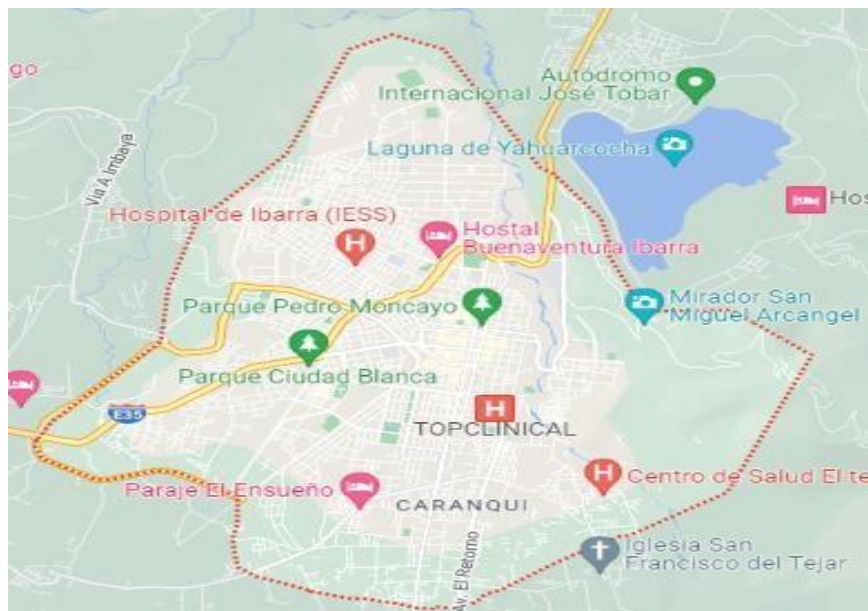 go
Autódromo
Internacional José Tobar
Vía A Imbaya
Laguna de Yahuarcocha
Hos
Hospital de Ibarra (IESS)
H
Hostal
Buenaventura Ibarra
Parque Pedro Moncayo
Mirador San
Miguel Arcangel
Parque Ciudad Blanca
E35
H
TOPCLINICAL
H
Centro de Salud El te
Paraje El Ensueño
CARANQUI
Av. El Retorno
Iglesia San
Francisco del Tejar